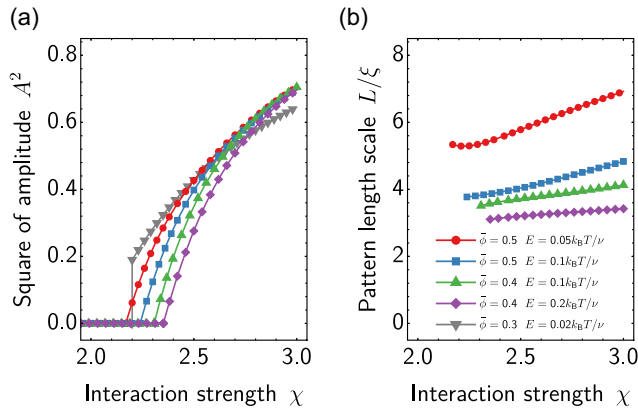 (a)
Square of amplitude A²
0.8
0.6
0.4
0.2
0.0
2.0 2.5 3.0
Interaction strength χ
(b)
Pattern length scale L/ξ
8
6
4
2
0
ϕ̄ = 0.5 E = 0.05k_BT/ν
ϕ̄ = 0.5 E = 0.1k_BT/ν
ϕ̄ = 0.4 E = 0.1k_BT/ν
ϕ̄ = 0.4 E = 0.2k_BT/ν
ϕ̄ = 0.3 E = 0.02k_BT/ν
2.0 2.5 3.0
Interaction strength χ